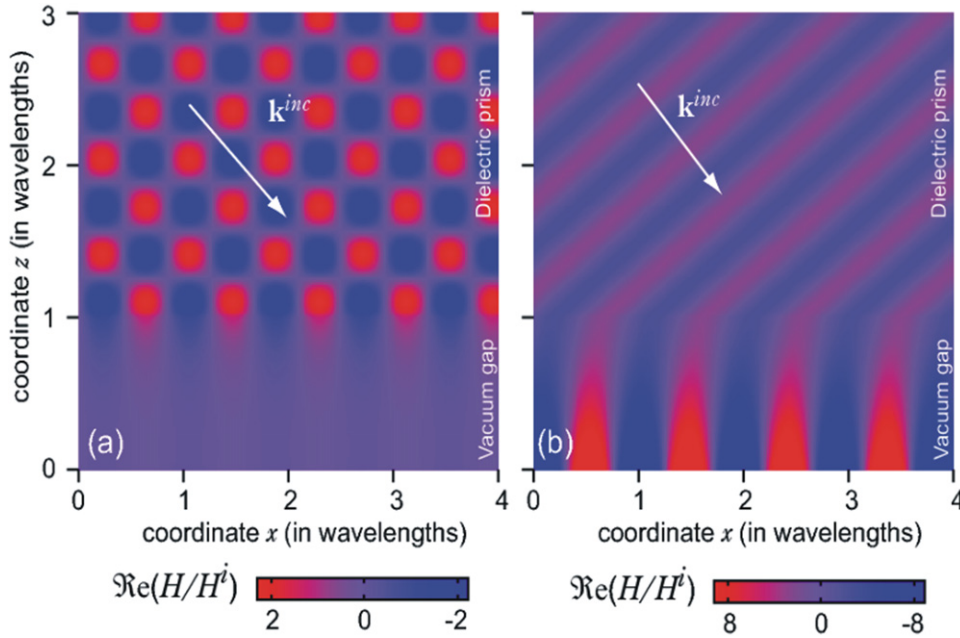 3
2
1
0
coordinate z (in wavelengths)
k^inc
Dielectric prism
Vacuum gap
(a)
0 1 2 3 4
coordinate x (in wavelengths)
k^inc
Dielectric prism
Vacuum gap
(b)
0 1 2 3 4
coordinate x (in wavelengths)
ℜe(H/H^i)
2 0 -2
ℜe(H/H^i)
8 0 -8